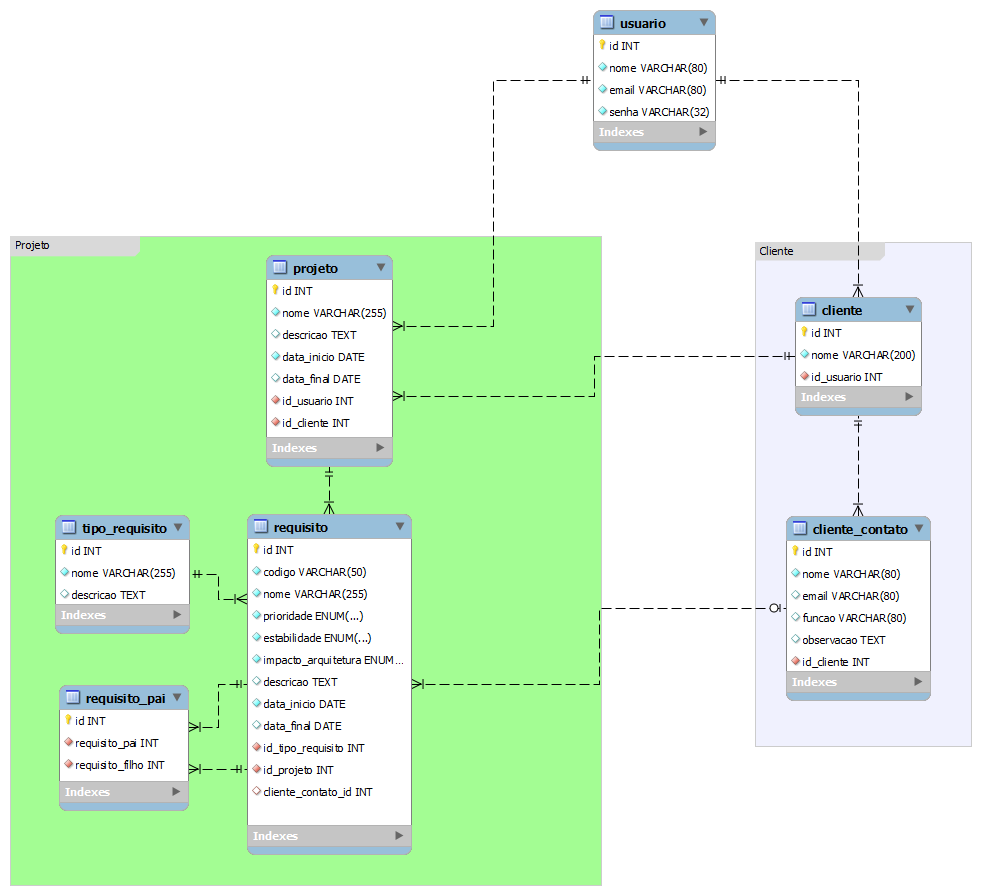 usuario
id INT
nome VARCHAR(80)
email VARCHAR(80)
senha VARCHAR(32)
Indexes
Projeto
projeto
id INT
nome VARCHAR(255)
descricao TEXT
data_inicio DATE
data_final DATE
id_usuario INT
id_cliente INT
Indexes
Cliente
cliente
id INT
nome VARCHAR(200)
id_usuario INT
Indexes
tipo_requisito
id INT
nome VARCHAR(255)
descricao TEXT
Indexes
requisito
id INT
codigo VARCHAR(50)
nome VARCHAR(255)
prioridade ENUM(...)
estabilidade ENUM(...)
impacto_arquitetura ENUM...
descricao TEXT
data_inicio DATE
data_final DATE
id_tipo_requisito INT
id_projeto INT
cliente_contato_id INT
Indexes
cliente_contato
id INT
nome VARCHAR(80)
email VARCHAR(80)
funcao VARCHAR(80)
observacao TEXT
id_cliente INT
Indexes
requisito_pai
id INT
requisito_pai INT
requisito_filho INT
Indexes